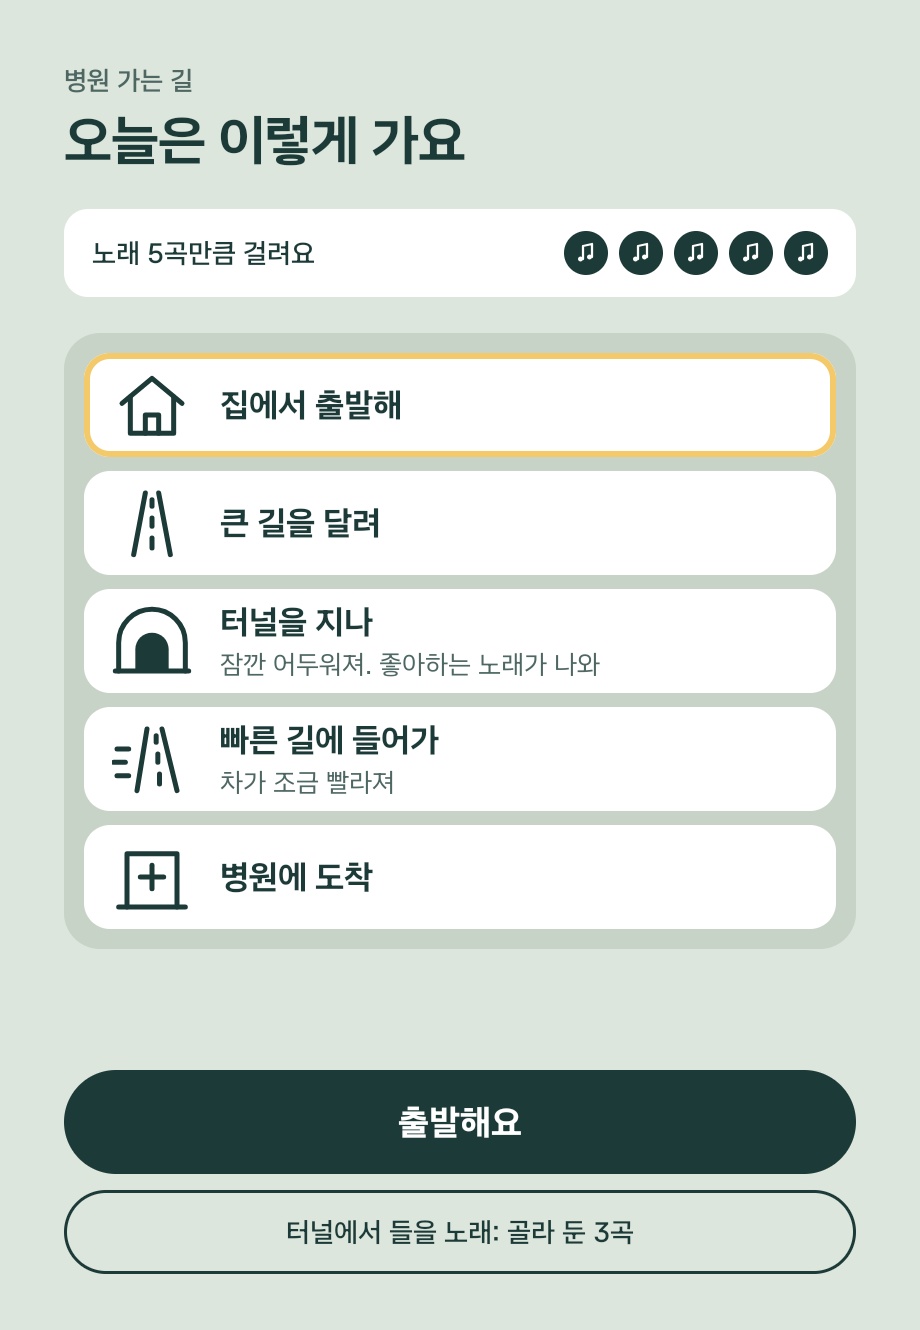 병원 가는 길
오늘은 이렇게 가요
노래 5곡만큼 걸려요
집에서 출발해
큰 길을 달려
터널을 지나
잠깐 어두워져. 좋아하는 노래가 나와
빠른 길에 들어가
차가 조금 빨라져
병원에 도착
출발해요
터널에서 들을 노래: 골라 둔 3곡